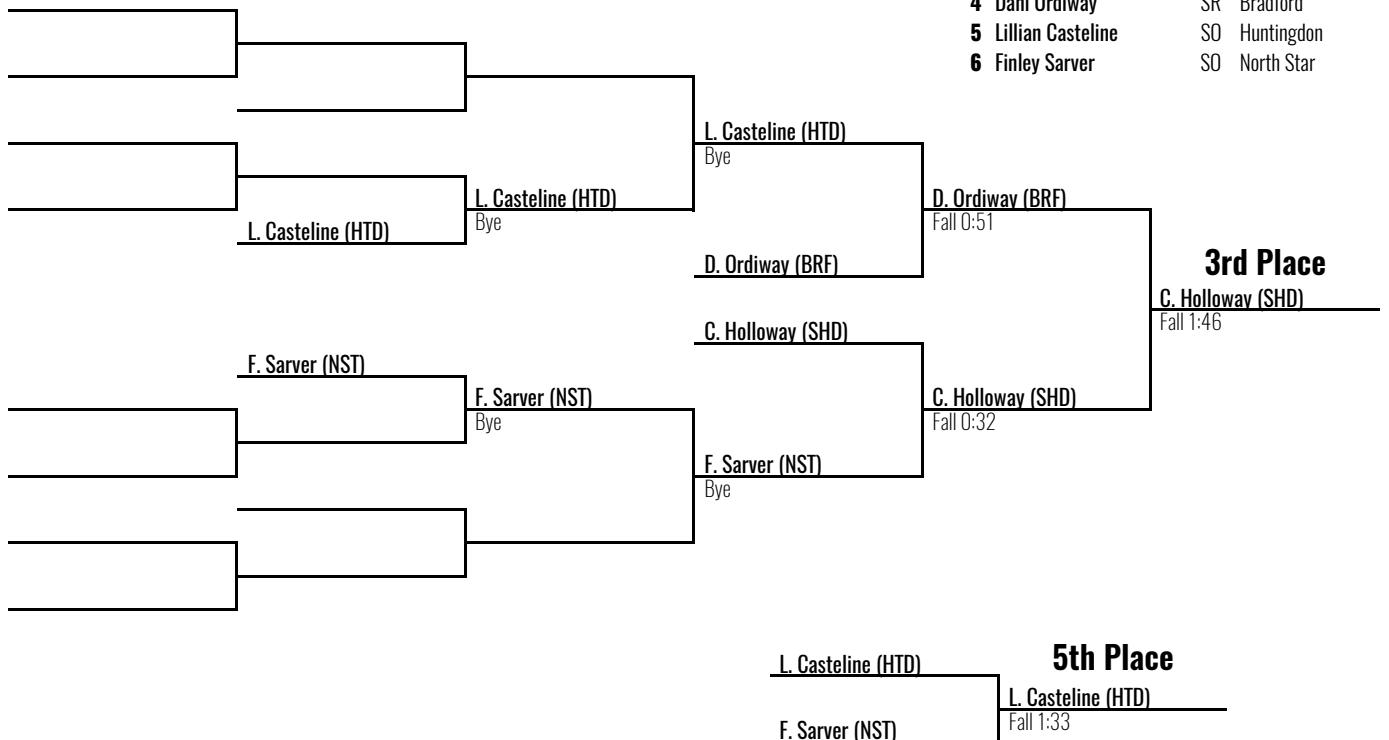 4 Dani Ordiway SR Bradford
5 Lillian Casteline SO Huntingdon
6 Finley Sarver SO North Star
L. Casteline (HTD)
Bye
L. Casteline (HTD)
Bye
D. Ordiway (BRF)
Fall 0:51
L. Casteline (HTD)
D. Ordiway (BRF)
3rd Place
C. Holloway (SHD)
Fall 1:46
C. Holloway (SHD)
F. Sarver (NST)
F. Sarver (NST)
Bye
C. Holloway (SHD)
Fall 0:32
F. Sarver (NST)
Bye
5th Place
L. Casteline (HTD)
L. Casteline (HTD)
Fall 1:33
F. Sarver (NST)